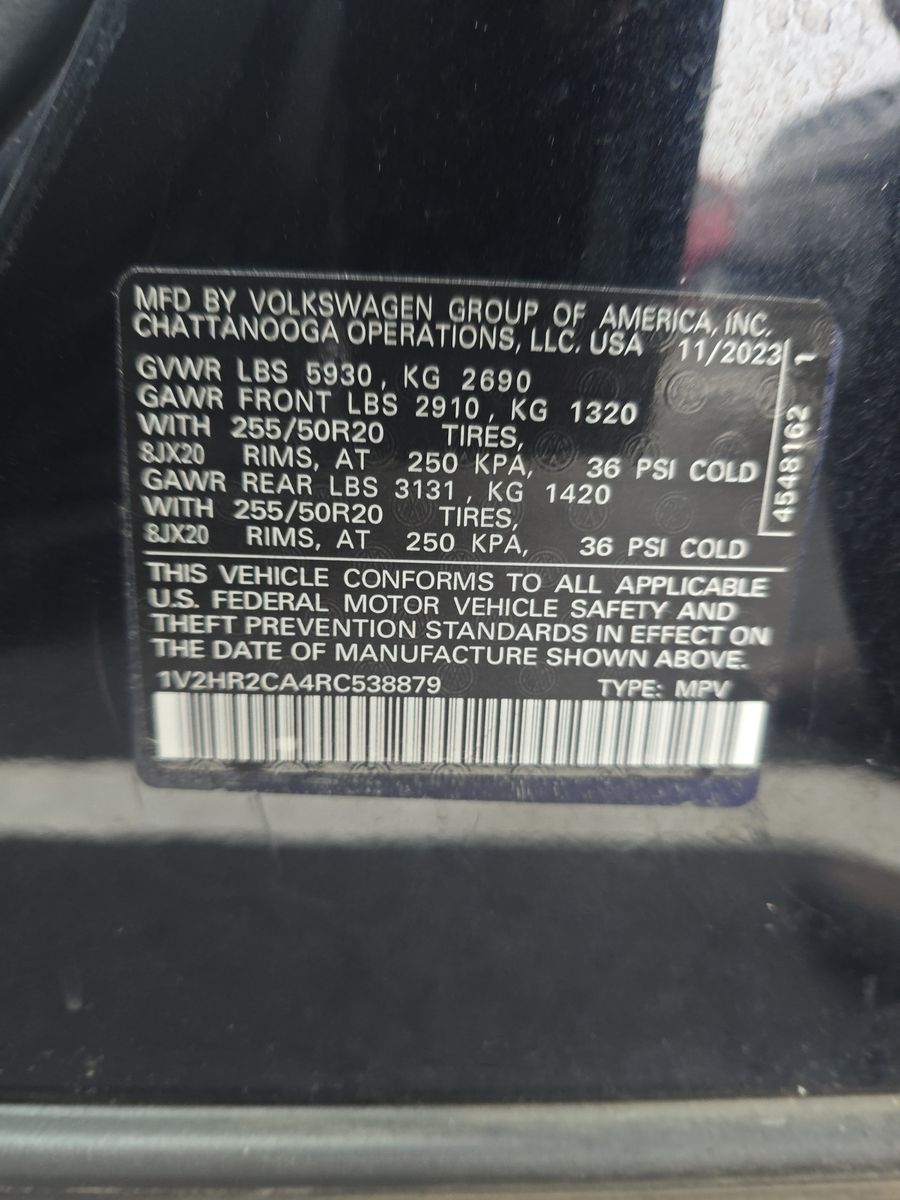 MFD BY VOLKSWAGEN GROUP OF AMERICA, INC.
CHATTANOOGA OPERATIONS, LLC. USA 11/2023
GVWR LBS 5930, KG 2690
GAWR FRONT LBS 2910, KG 1320
WITH 255/50R20 TIRES,
8JX20 RIMS, AT 250 KPA, 36 PSI COLD
GAWR REAR LBS 3131, KG 1420
WITH 255/50R20 TIRES,
8JX20 RIMS, AT 250 KPA, 36 PSI COLD
4548162 1
THIS VEHICLE CONFORMS TO ALL APPLICABLE
U.S. FEDERAL MOTOR VEHICLE SAFETY AND
THEFT PREVENTION STANDARDS IN EFFECT ON
THE DATE OF MANUFACTURE SHOWN ABOVE.
1V2HR2CA4RC538879 TYPE: MPV